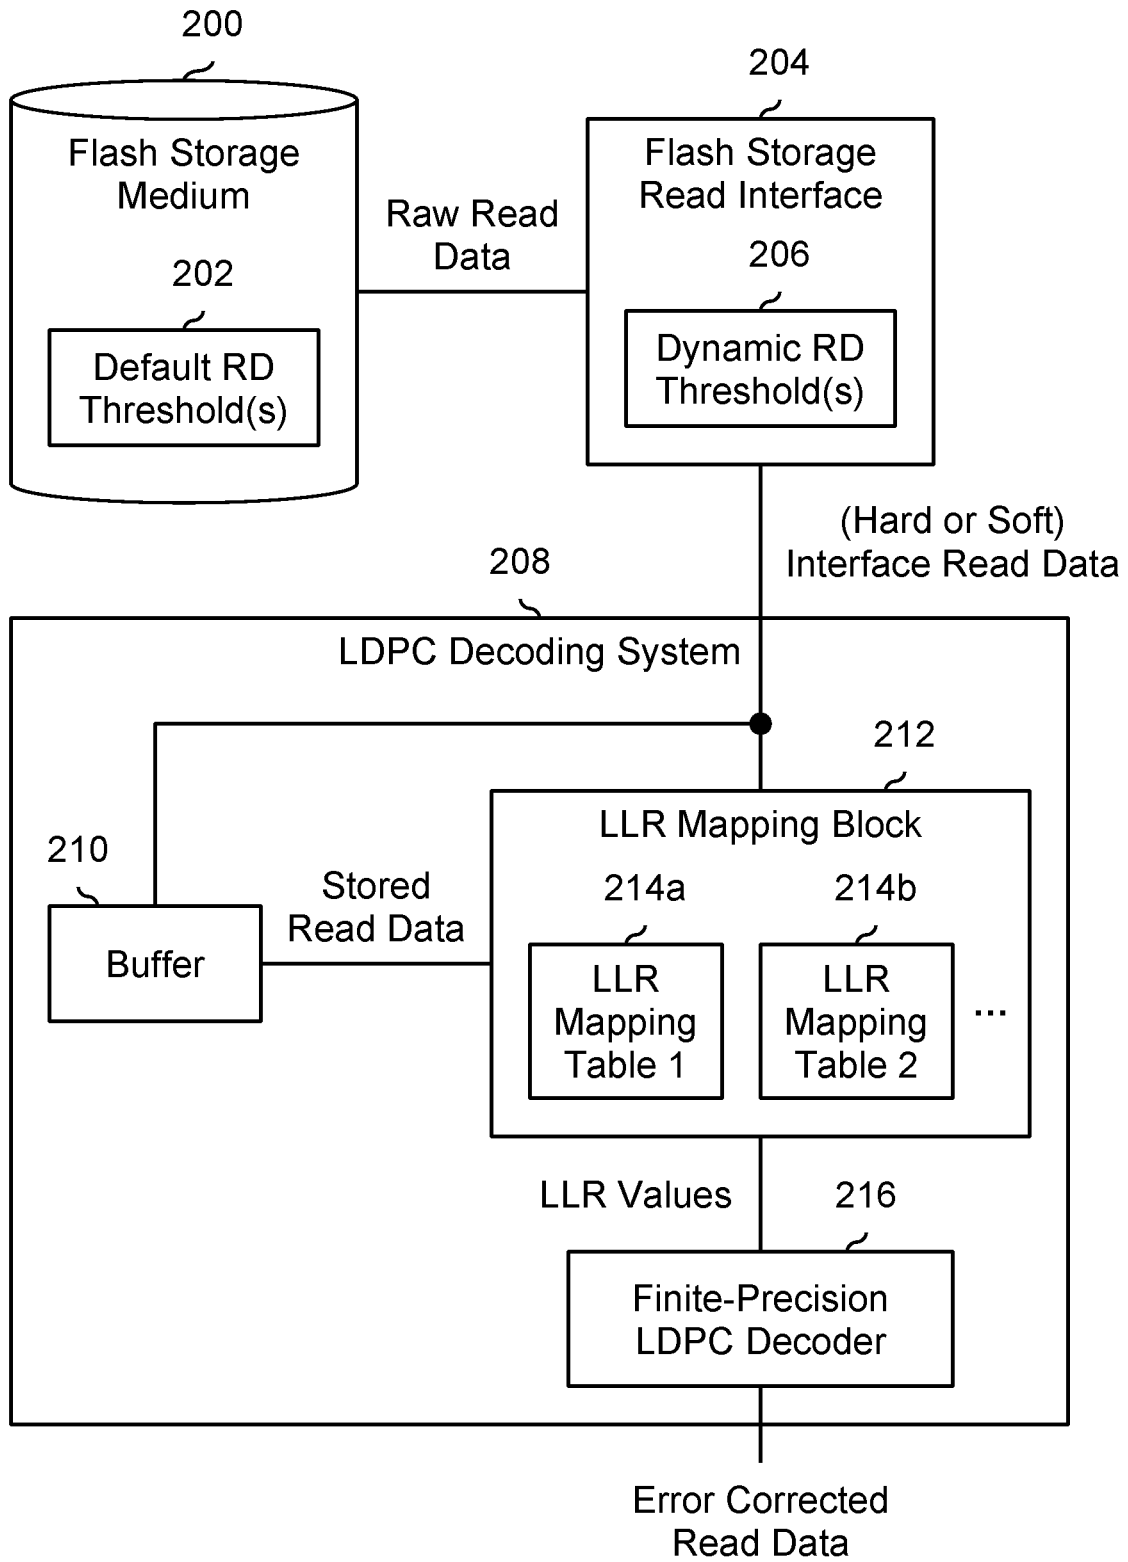 200
Flash Storage
Medium
202
Default RD
Threshold(s)
Raw Read
Data
204
Flash Storage
Read Interface
206
Dynamic RD
Threshold(s)
(Hard or Soft)
Interface Read Data
208
LDPC Decoding System
210
Buffer
Stored
Read Data
212
LLR Mapping Block
214a
LLR
Mapping
Table 1
214b
LLR
Mapping
Table 2
...
LLR Values
216
Finite-Precision
LDPC Decoder
Error Corrected
Read Data